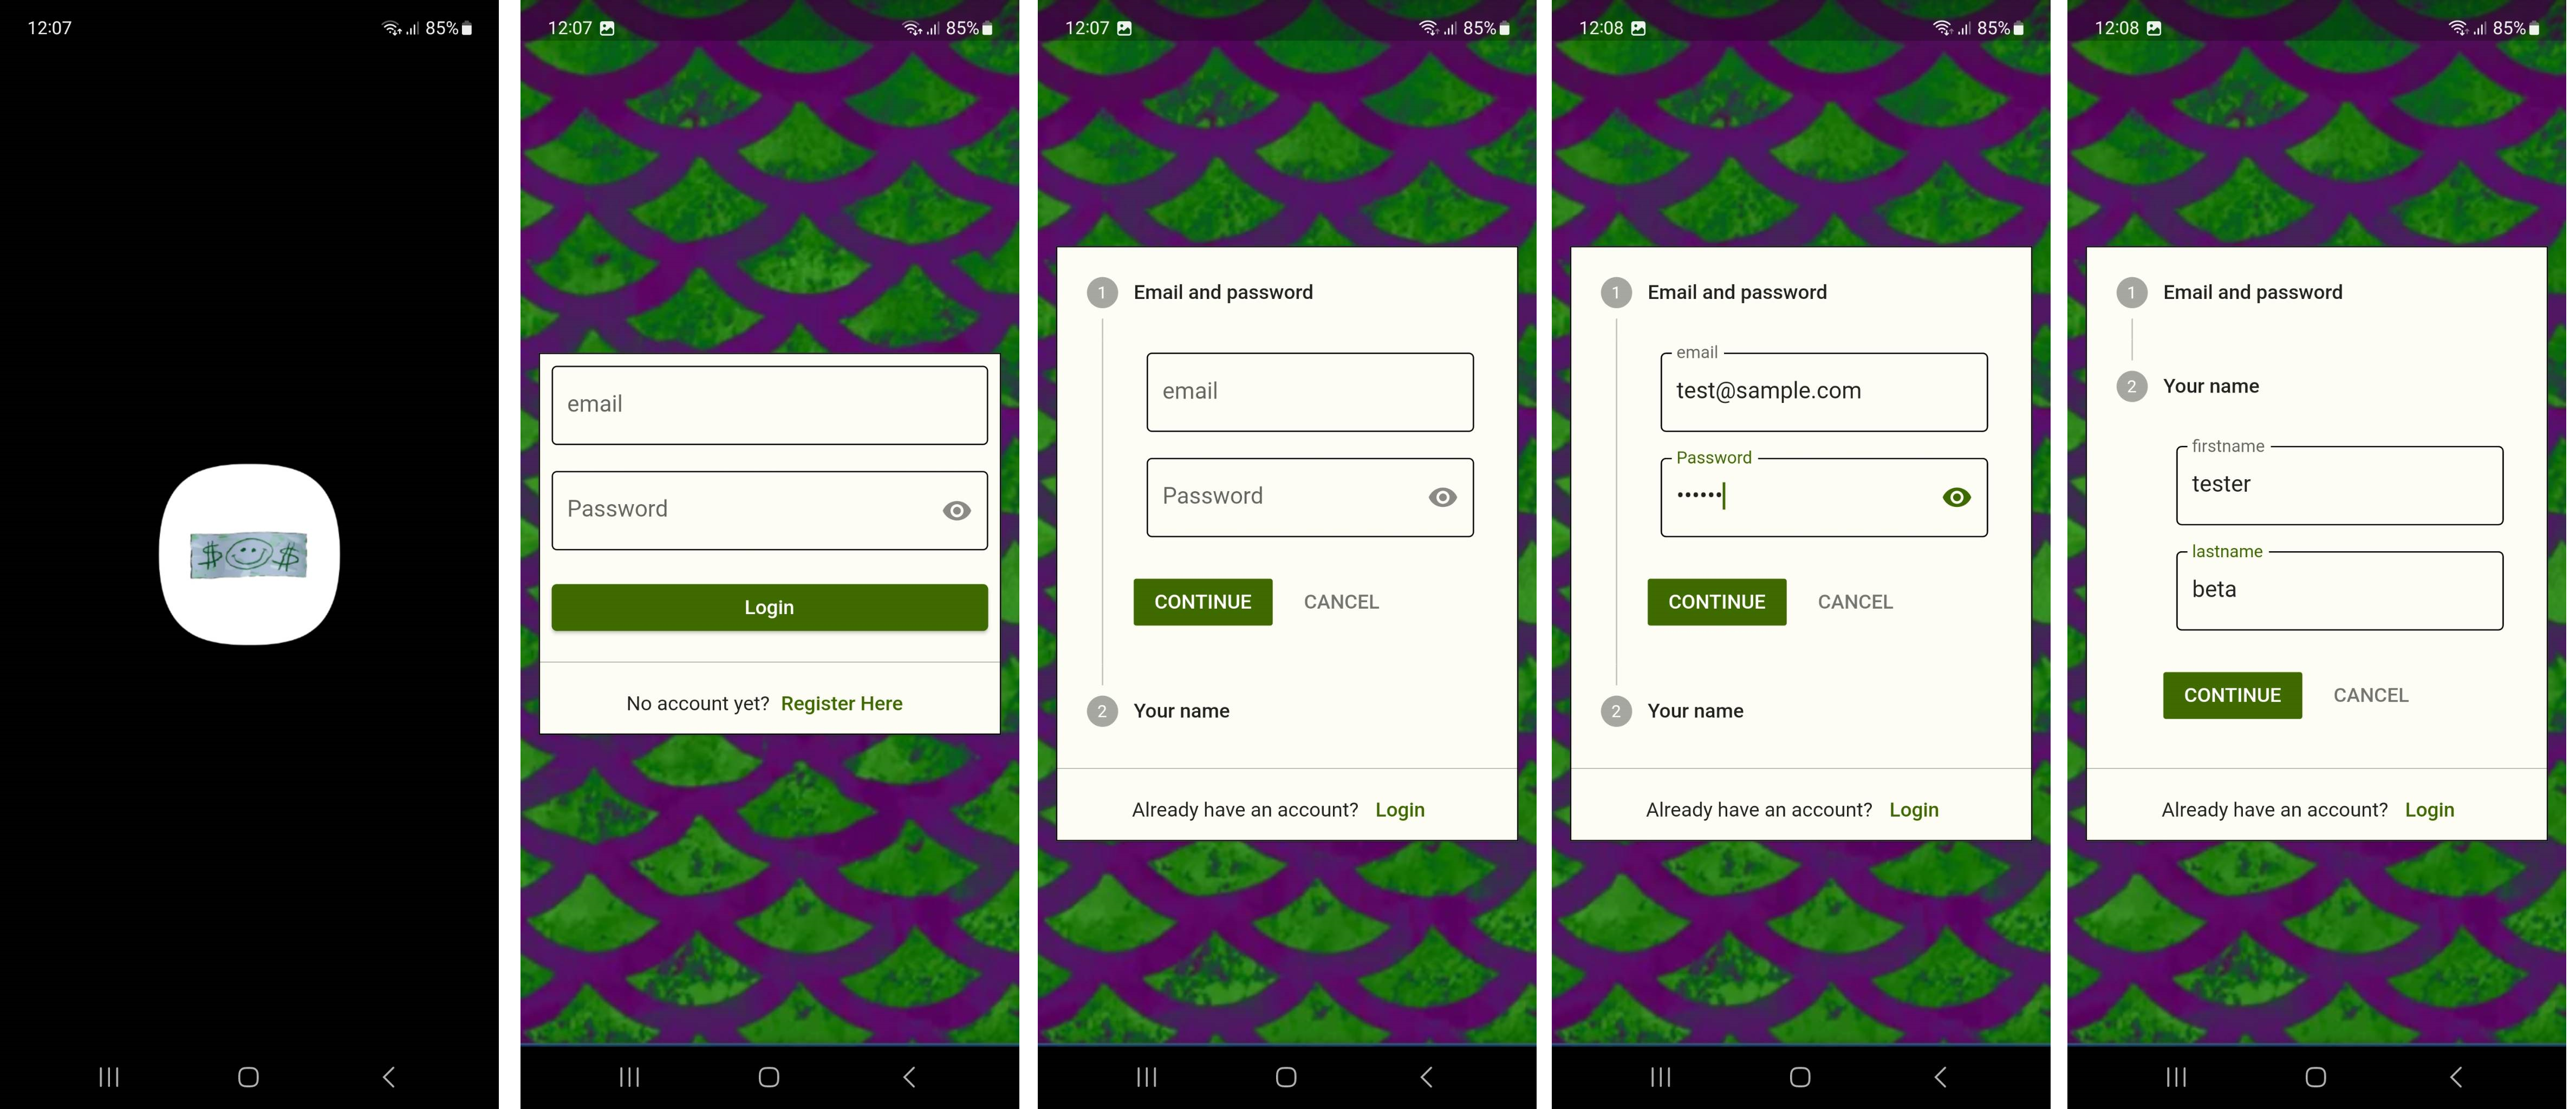 12:07
85%
$ $
12:07
85%
email
Password
Login
No account yet? Register Here
12:07
85%
1 Email and password
email
Password
CONTINUE CANCEL
2 Your name
Already have an account? Login
12:08
85%
1 Email and password
email
test@sample.com
Password
••••••
CONTINUE CANCEL
2 Your name
Already have an account? Login
12:08
85%
1 Email and password
2 Your name
firstname
tester
lastname
beta
CONTINUE CANCEL
Already have an account? Login